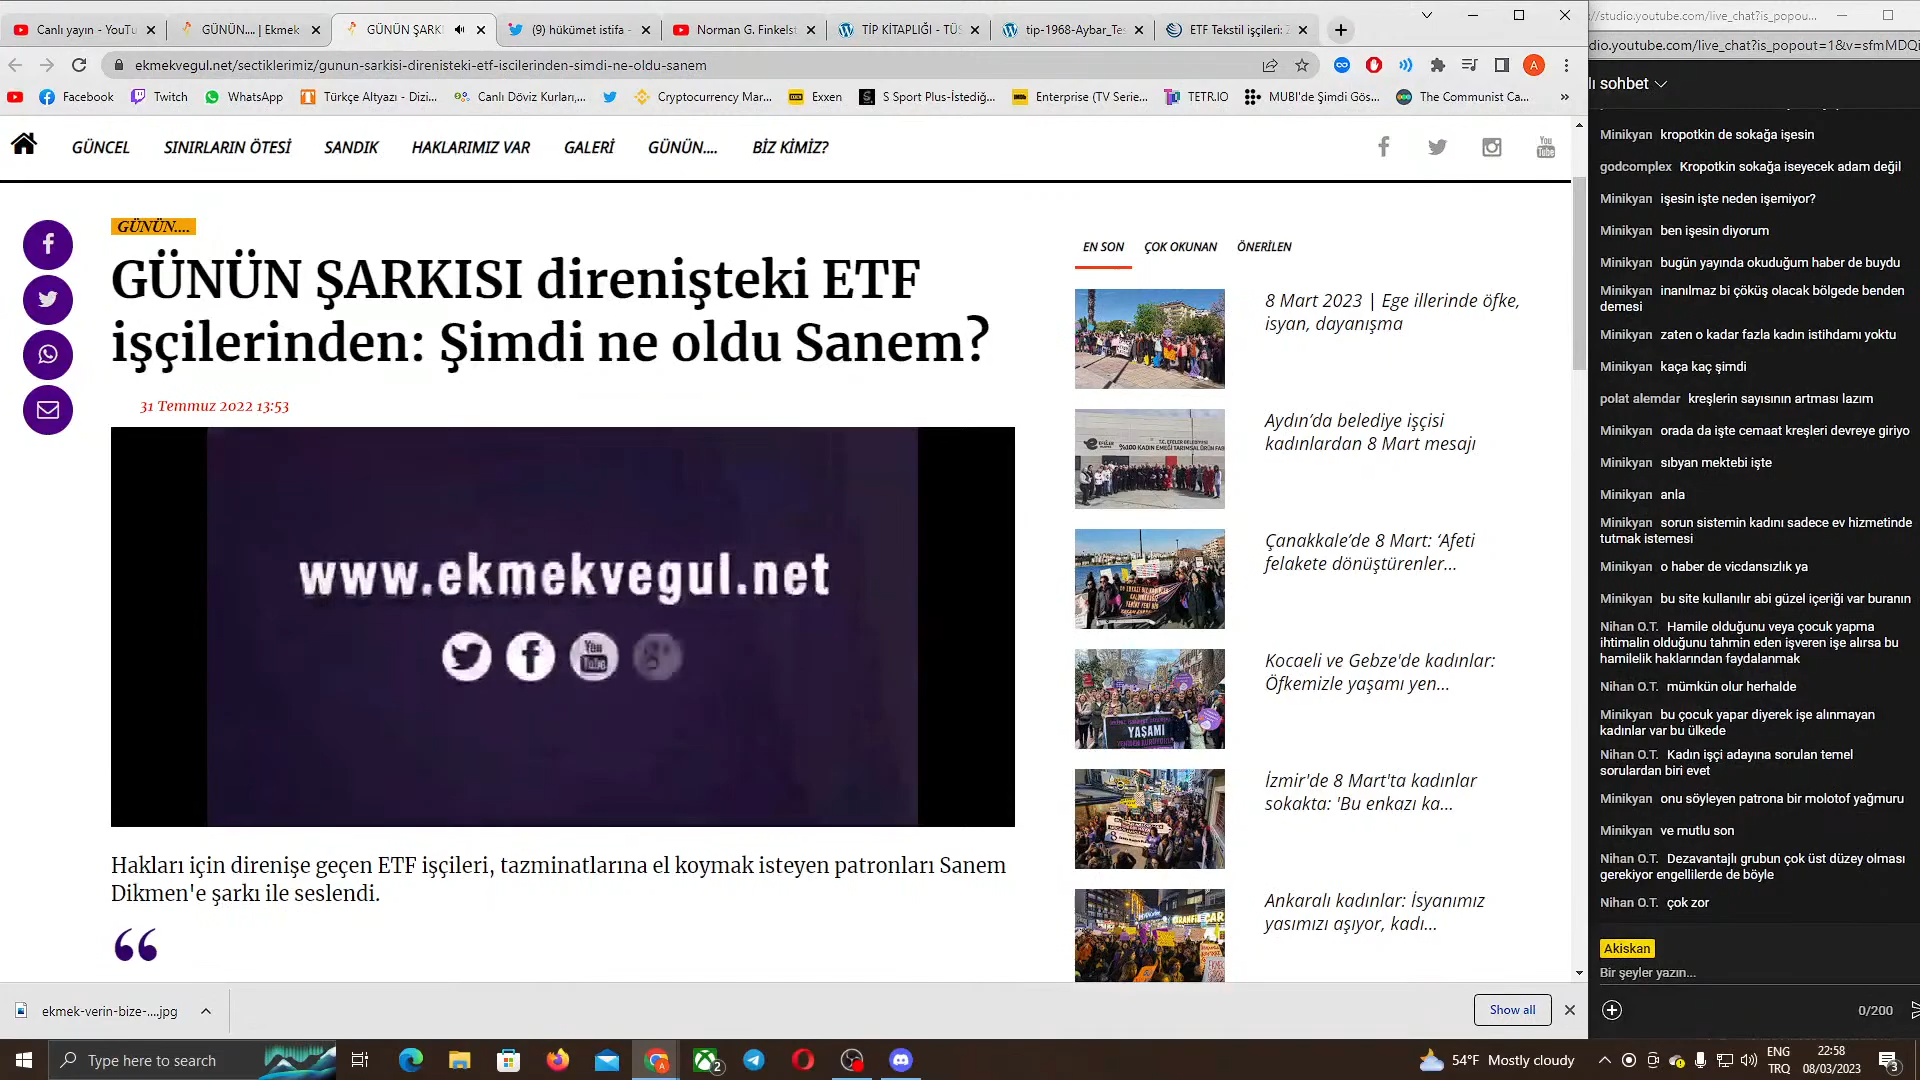 Canlı yayın - YouTu
GÜNÜN.... | Ekmek
GÜNÜN ŞARKI
(9) hükümet istifa -
Norman G. Finkelst
TİP KİTAPLIĞI - TÜS
tip-1968-Aybar_Tes
ETF Tekstil işçileri:
ekmekvegul.net/sectiklerimiz/gunun-sarkisi-direnisteki-etf-iscilerinden-simdi-ne-oldu-sanem
Facebook
Twitch
WhatsApp
Türkçe Altyazı - Dizi...
Canlı Döviz Kurları,...
Cryptocurrency Mar...
Exxen
S Sport Plus-İstediğ...
Enterprise (TV Serie...
TETR.IO
MUBI'de Şimdi Gös...
The Communist Ca...
»
GÜNCEL
SINIRLARIN ÖTESİ
SANDIK
HAKLARIMIZ VAR
GALERİ
GÜNÜN....
BİZ KİMİZ?
GÜNÜN....
GÜNÜN ŞARKISI direnişteki ETF
işçilerinden: Şimdi ne oldu Sanem?
31 Temmuz 2022 13:53
www.ekmekvegul.net
You Tube
Hakları için direnişe geçen ETF işçileri, tazminatlarına el koymak isteyen patronları Sanem
Dikmen'e şarkı ile seslendi.
EN SON
ÇOK OKUNAN
ÖNERİLEN
8 Mart 2023 | Ege illerinde öfke,
isyan, dayanışma
Aydın’da belediye işçisi
kadınlardan 8 Mart mesajı
Çanakkale’de 8 Mart: ‘Afeti
felakete dönüştürenler...
Kocaeli ve Gebze'de kadınlar:
Öfkemizle yaşamı yen...
YAŞAMI
İzmir'de 8 Mart'ta kadınlar
sokakta: 'Bu enkazı ka...
Ankaralı kadınlar: İsyanımız
yasımızı aşıyor, kadı...
ekmek-verin-bize-....jpg
Show all
://studio.youtube.com/live_chat?is_popou...
dio.youtube.com/live_chat?is_popout=1&v=sfmMDQi
lı sohbet
Minikyan kropotkin de sokağa işesin
godcomplex Kropotkin sokağa iseyecek adam değil
Minikyan işesin işte neden işemiyor?
Minikyan ben işesin diyorum
Minikyan bugün yayında okuduğum haber de buydu
Minikyan inanılmaz bi çöküş olacak bölgede benden
demesi
Minikyan zaten o kadar fazla kadın istihdamı yoktu
Minikyan kaça kaç şimdi
polat alemdar kreşlerin sayısının artması lazım
Minikyan orada da işte cemaat kreşleri devreye giriyo
Minikyan sıbyan mektebi işte
Minikyan anla
Minikyan sorun sistemin kadını sadece ev hizmetinde
tutmak istemesi
Minikyan o haber de vicdansızlık ya
Minikyan bu site kullanılır abi güzel içeriği var buranın
Nihan O.T. Hamile olduğunu veya çocuk yapma
ihtimalin olduğunu tahmin eden işveren işe alırsa bu
hamilelik haklarından faydalanmak
Nihan O.T. mümkün olur herhalde
Minikyan bu çocuk yapar diyerek işe alınmayan
kadınlar var bu ülkede
Nihan O.T. Kadın işçi adayına sorulan temel
sorulardan biri evet
Minikyan onu söyleyen patrona bir molotof yağmuru
Minikyan ve mutlu son
Nihan O.T. Dezavantajlı grubun çok üst düzey olması
gerekiyor engellilerde de böyle
Nihan O.T. çok zor
Akiskan
Bir şeyler yazın...
0/200
Type here to search
54°F Mostly cloudy
ENG
TRQ
22:58
08/03/2023